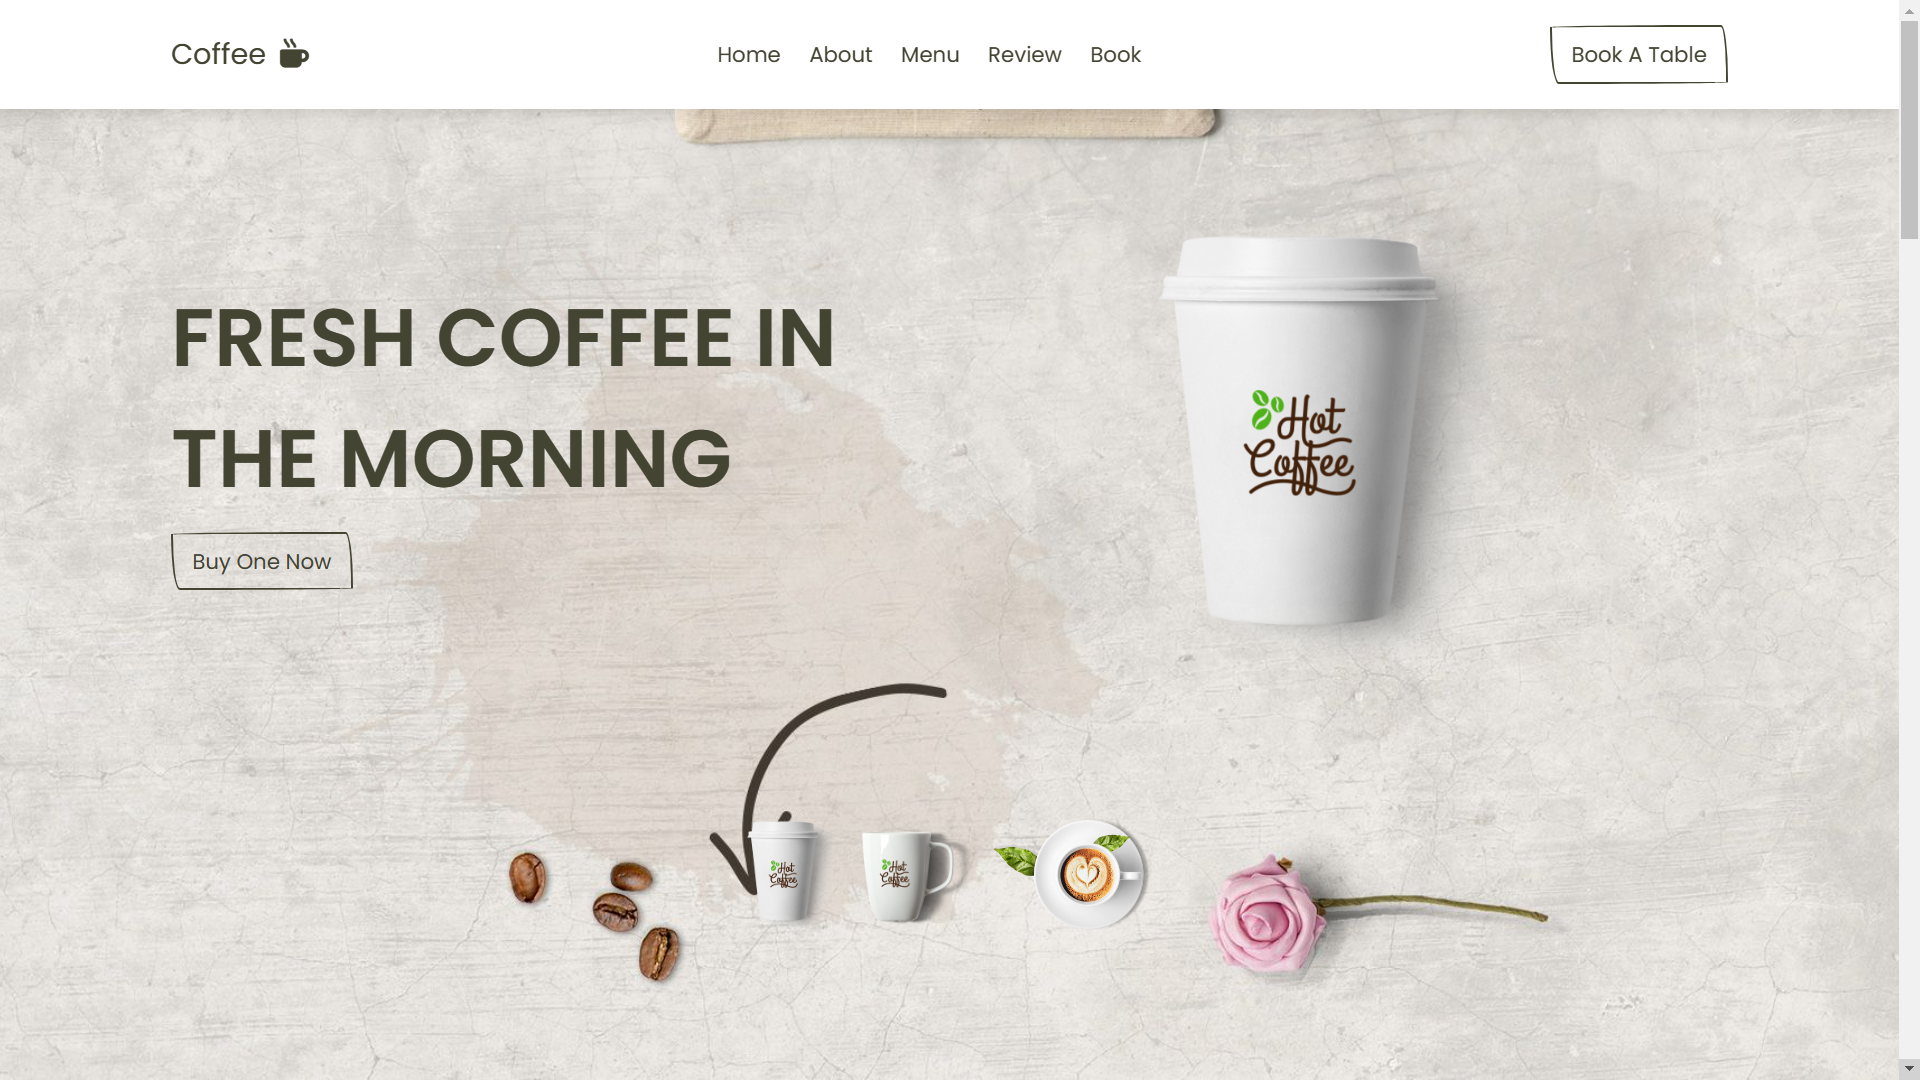 Coffee
Home About Menu Review Book
Book A Table
FRESH COFFEE IN
THE MORNING
Buy One Now
Hot
Coffee
Hot
Coffee
Hot
Coffee